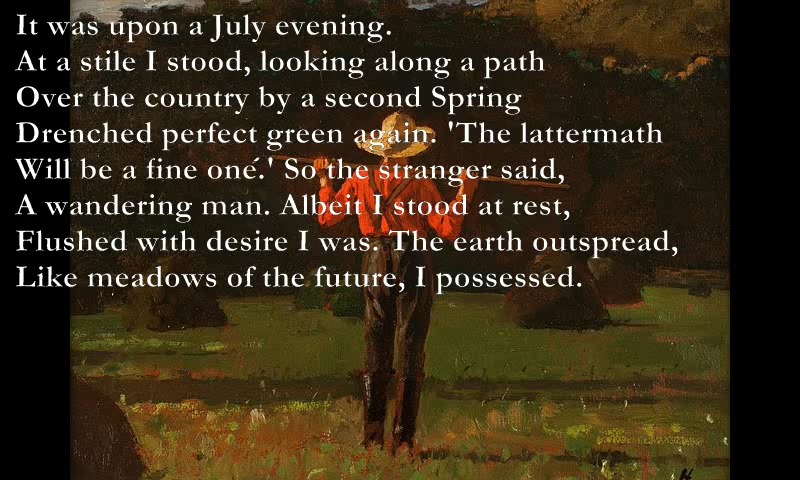 It was upon a July evening.
At a stile I stood, looking along a path
Over the country by a second Spring
Drenched perfect green again. 'The lattermath
Will be a fine one.́' So the stranger said,
A wandering man. Albeit I stood at rest,
Flushed with desire I was. The earth outspread,
Like meadows of the future, I possessed.